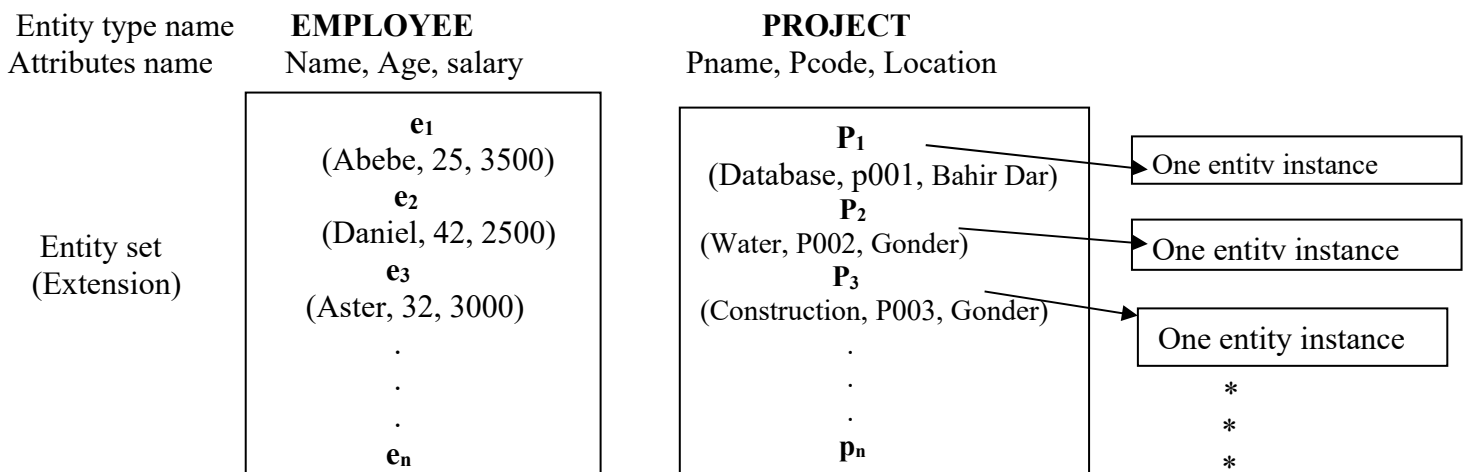 Entity type name EMPLOYEE PROJECT
Attributes name Name, Age, salary Pname, Pcode, Location
e1
(Abebe, 25, 3500)
e2
(Daniel, 42, 2500)
e3
(Aster, 32, 3000)
.
.
.
en
P1
(Database, p001, Bahir Dar)
P2
(Water, P002, Gonder)
P3
(Construction, P003, Gonder)
.
.
.
pn
One entity instance
One entity instance
One entity instance
*
*
*
Entity set
(Extension)